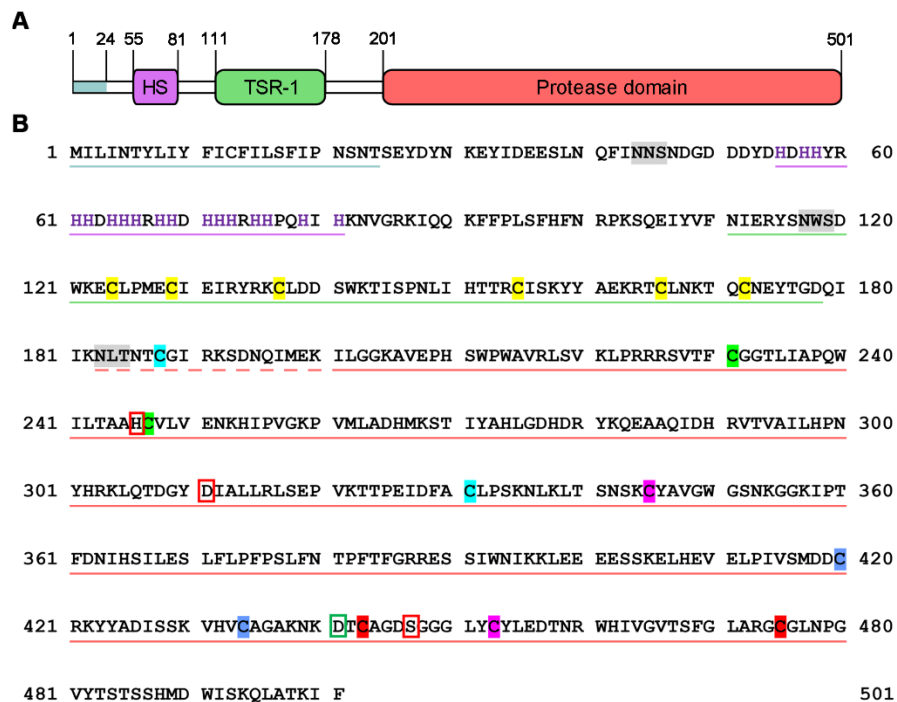 A
1 24 55 81 111 178 201 501
HS TSR-1 Protease domain
B
1 MILINTYLIY FICFILSFIP NSNTSEYDYN KEYIDEESLN QFINNSNDGD DDYDHDHHYR 60
61 HHDHHHRHHD HHHRHHPQHI HKNVGRKIQQ KFFPLSFHFN RPKSQEIYVF NIERYSNWSD 120
121 WKECLPMECI EIRYRKCLDD SWKTISPNLI HTTRCISKYY AEKRTCLNKT QCNEYTGDQI 180
181 IKNLTNTCGI RKSDNQIMEK ILGGKAVEPH SWPWAVRLSV KLPRRRSVTF CGGTLIAPQW 240
241 ILTAAHCVLV ENKHIPVGKP VMLADHMKST IYAHLGDHDR YKQEAAQIDH RVTVAILHPN 300
301 YHRKLQTDGY DIALLRLSEP VKTTPEIDFA CLPSKNLKLT SNSKCYAVGW GSNKGGKIPT 360
361 FDNIHSILES LFLPFPSLFN TPFTFGRRES SIWNIKKLEE EESSKELHEV ELPIVSMDDC 420
421 RKYYADISSK VHVCAGAKNK DTCAGDSGGG LYCYLEDTNR WHIVGVTSFG LARGCGLNPG 480
481 VYTSTSSHMD WISKQLATKI F 501